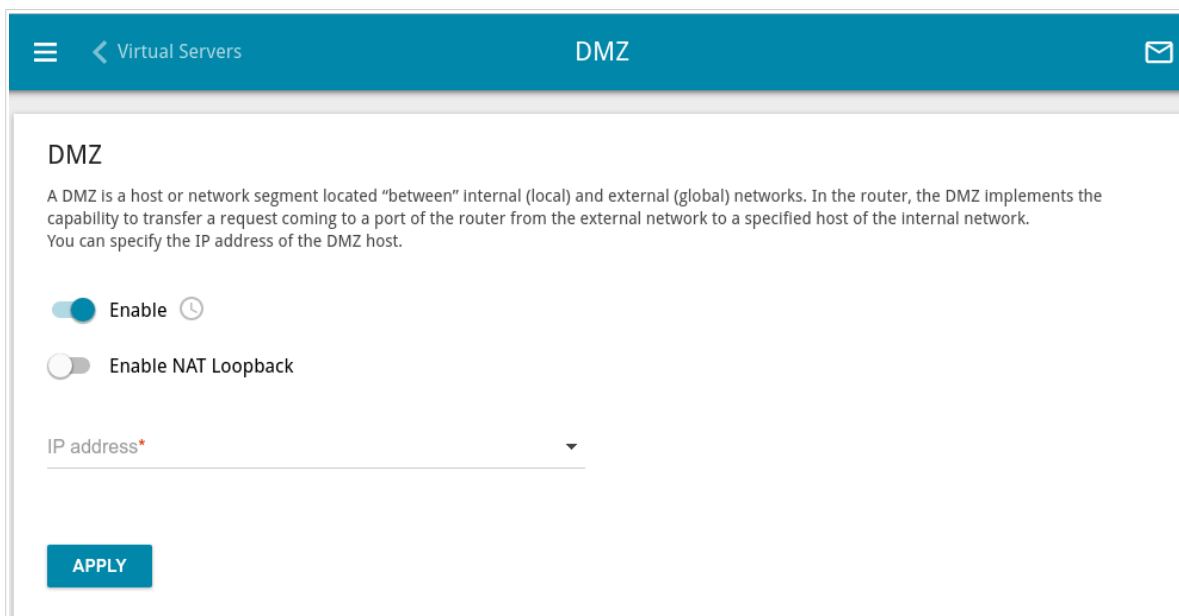 Virtual Servers
DMZ
DMZ
A DMZ is a host or network segment located “between” internal (local) and external (global) networks. In the router, the DMZ implements the
capability to transfer a request coming to a port of the router from the external network to a specified host of the internal network.
You can specify the IP address of the DMZ host.
Enable
Enable NAT Loopback
IP address*
APPLY